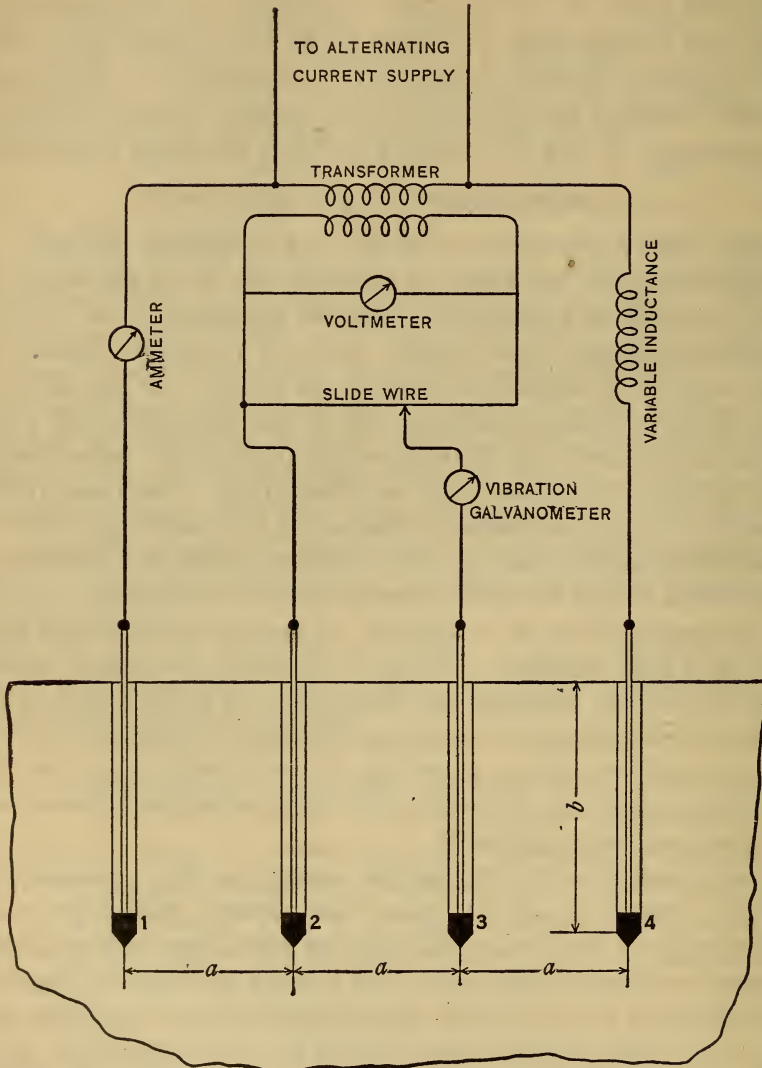 TO ALTERNATING
CURRENT SUPPLY
TRANSFORMER
VOLTMETER
AMMETER
VARIABLE INDUCTANCE
SLIDE WIRE
VIBRATION
GALVANOMETER
b
1
2
3
4
a
a
a